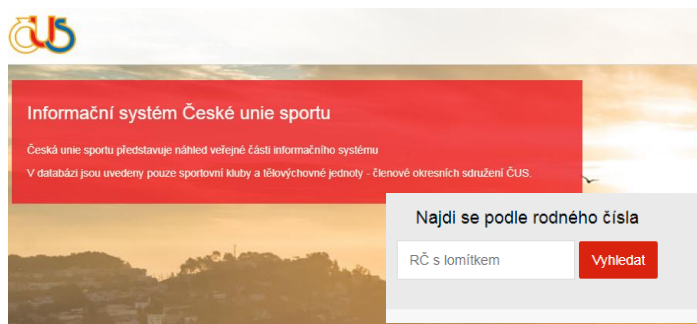 ČUS
Informační systém České unie sportu
Česká unie sportu představuje náhled veřejné části informačního systému
V databázi jsou uvedeny pouze sportovní kluby a tělovýchovné jednoty - členové okresních sdružení ČUS.
Najdi se podle rodného čísla
RČ s lomítkem
Vyhledat